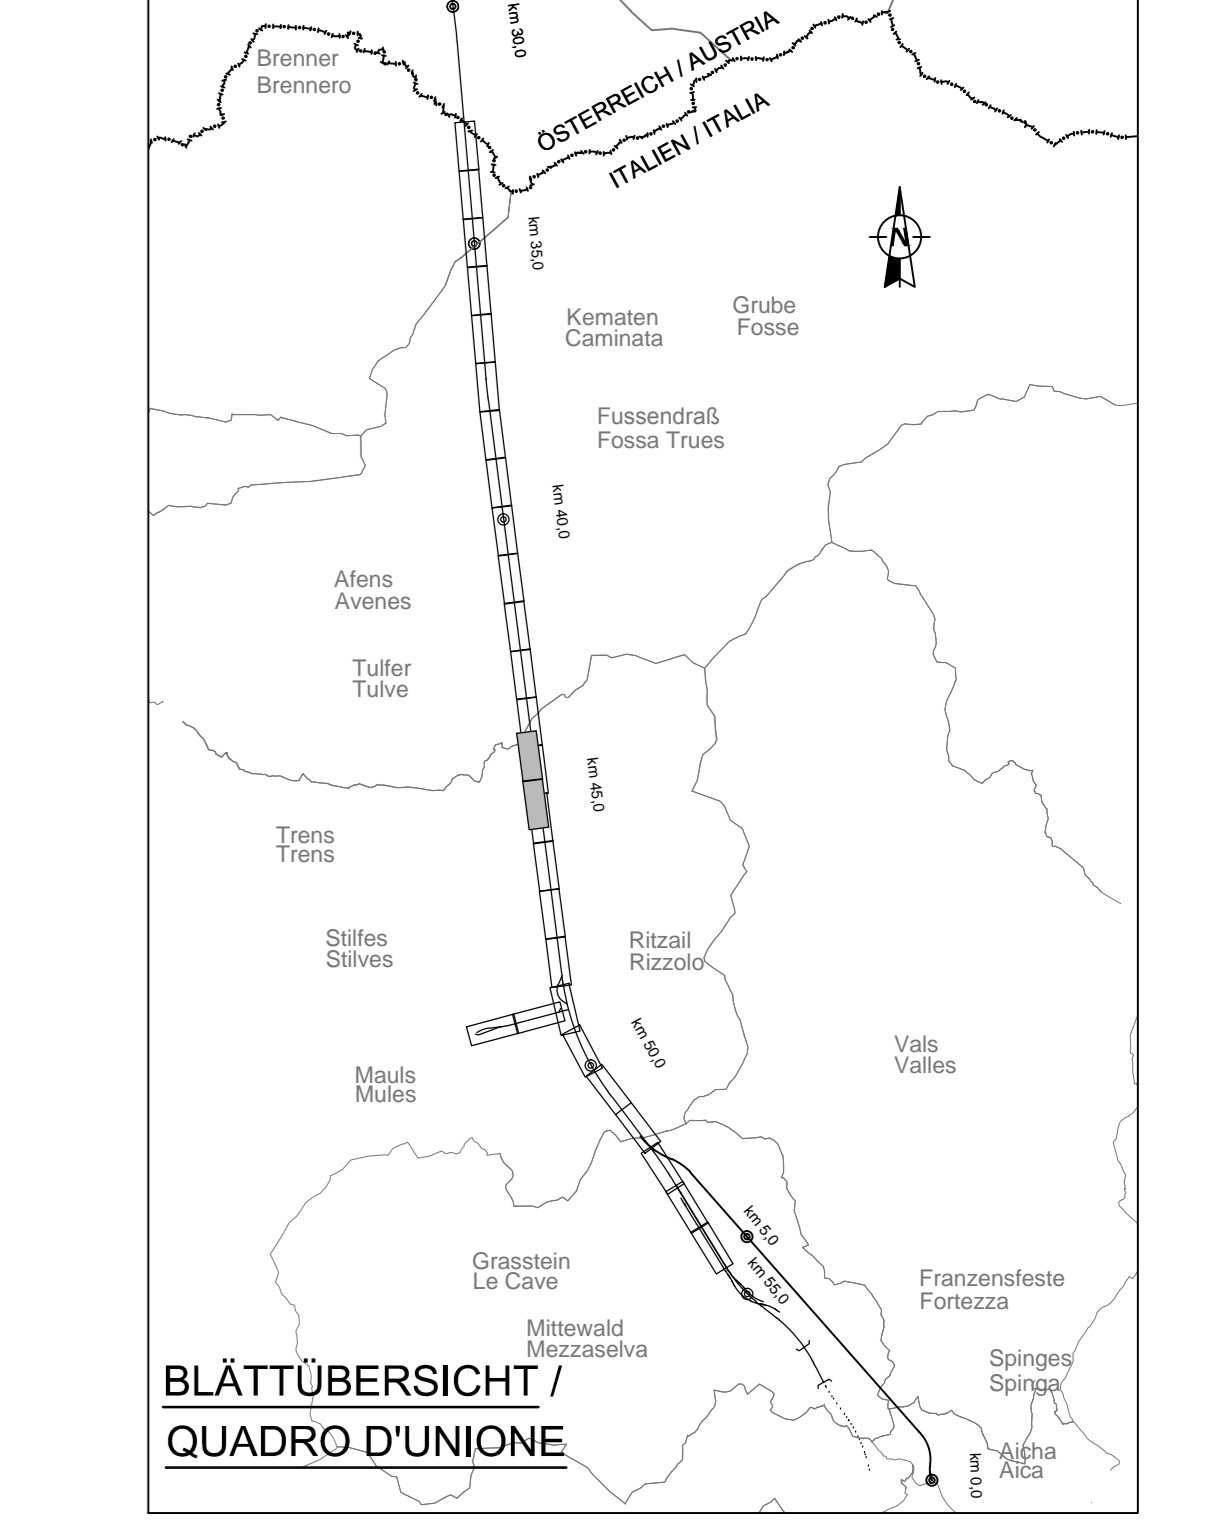 km 30,0
Brenner
Brennero
ÖSTERREICH / AUSTRIA
ITALIEN / ITALIA
km 35,0
N
Kematen
Caminata
Grube
Fosse
Fussendraß
Fossa Trues
km 40,0
Afens
Avenes
Tulfer
Tulve
km 45,0
Trens
Trens
Stilfes
Stilves
Ritzail
Rizzolo
km 50,0
Vals
Valles
Mauls
Mules
km 5,0
km 55,0
Grasstein
Le Cave
Franzensfeste
Fortezza
Mittewald
Mezzaselva
Spinges
Spinga
BLÄTTÜBERSICHT /
QUADRO D'UNIONE
Aicha
Aica
km 0,0